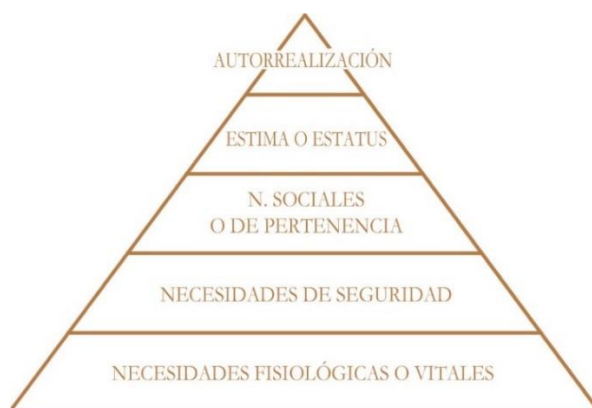 AUTORREALIZACIÓN
ESTIMA O ESTATUS
N. SOCIALES
O DE PERTENENCIA
NECESIDADES DE SEGURIDAD
NECESIDADES FISIOLÓGICAS O VITALES